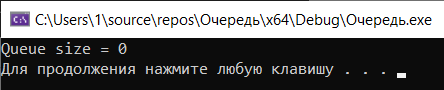 C:\Users\1\source\repos\Очередь\x64\Debug\Очередь.exe
Queue size = 0
Для продолжения нажмите любую клавишу . . .